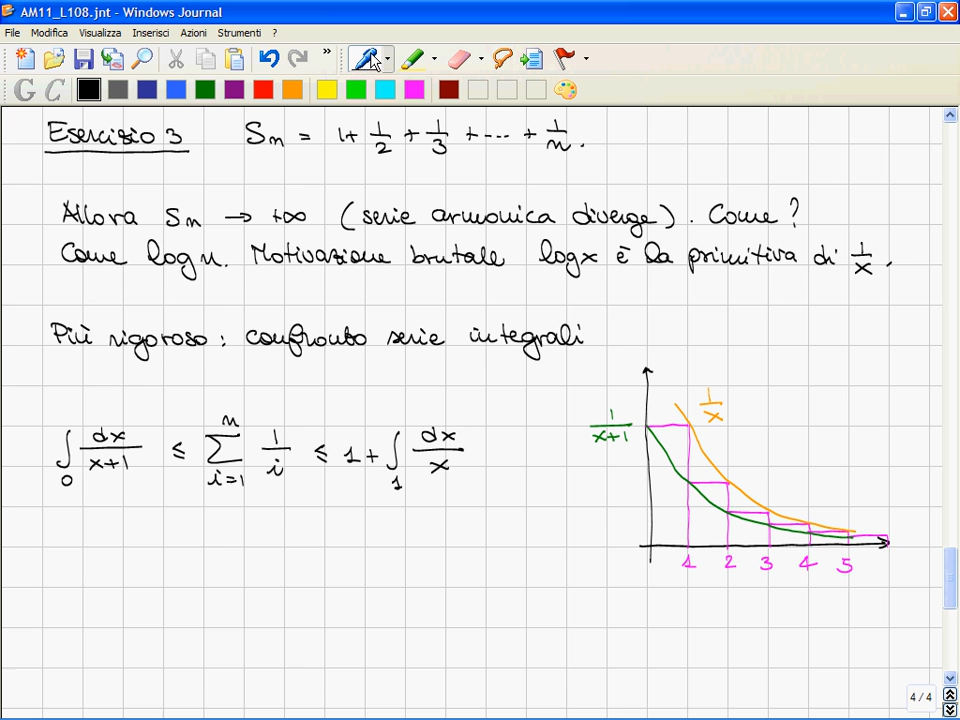 AM11_L108.jnt - Windows Journal
File Modifica Visualizza Inserisci Azioni Strumenti ?
Esercizio 3 Sn = 1 + 1/2 + 1/3 + ... + 1/n.
Allora Sn → +∞ (serie armonica diverge). Come?
Come log n. Motivazione brutale log x è la primitiva di 1/x.
Più rigoroso: confronto serie integrali
∫0 dx/(x+1) ≤ ∑ i=1 n 1/i ≤ 1 + ∫1 dx/x
1/(x+1)
1/x
1 2 3 4 5
4 / 4